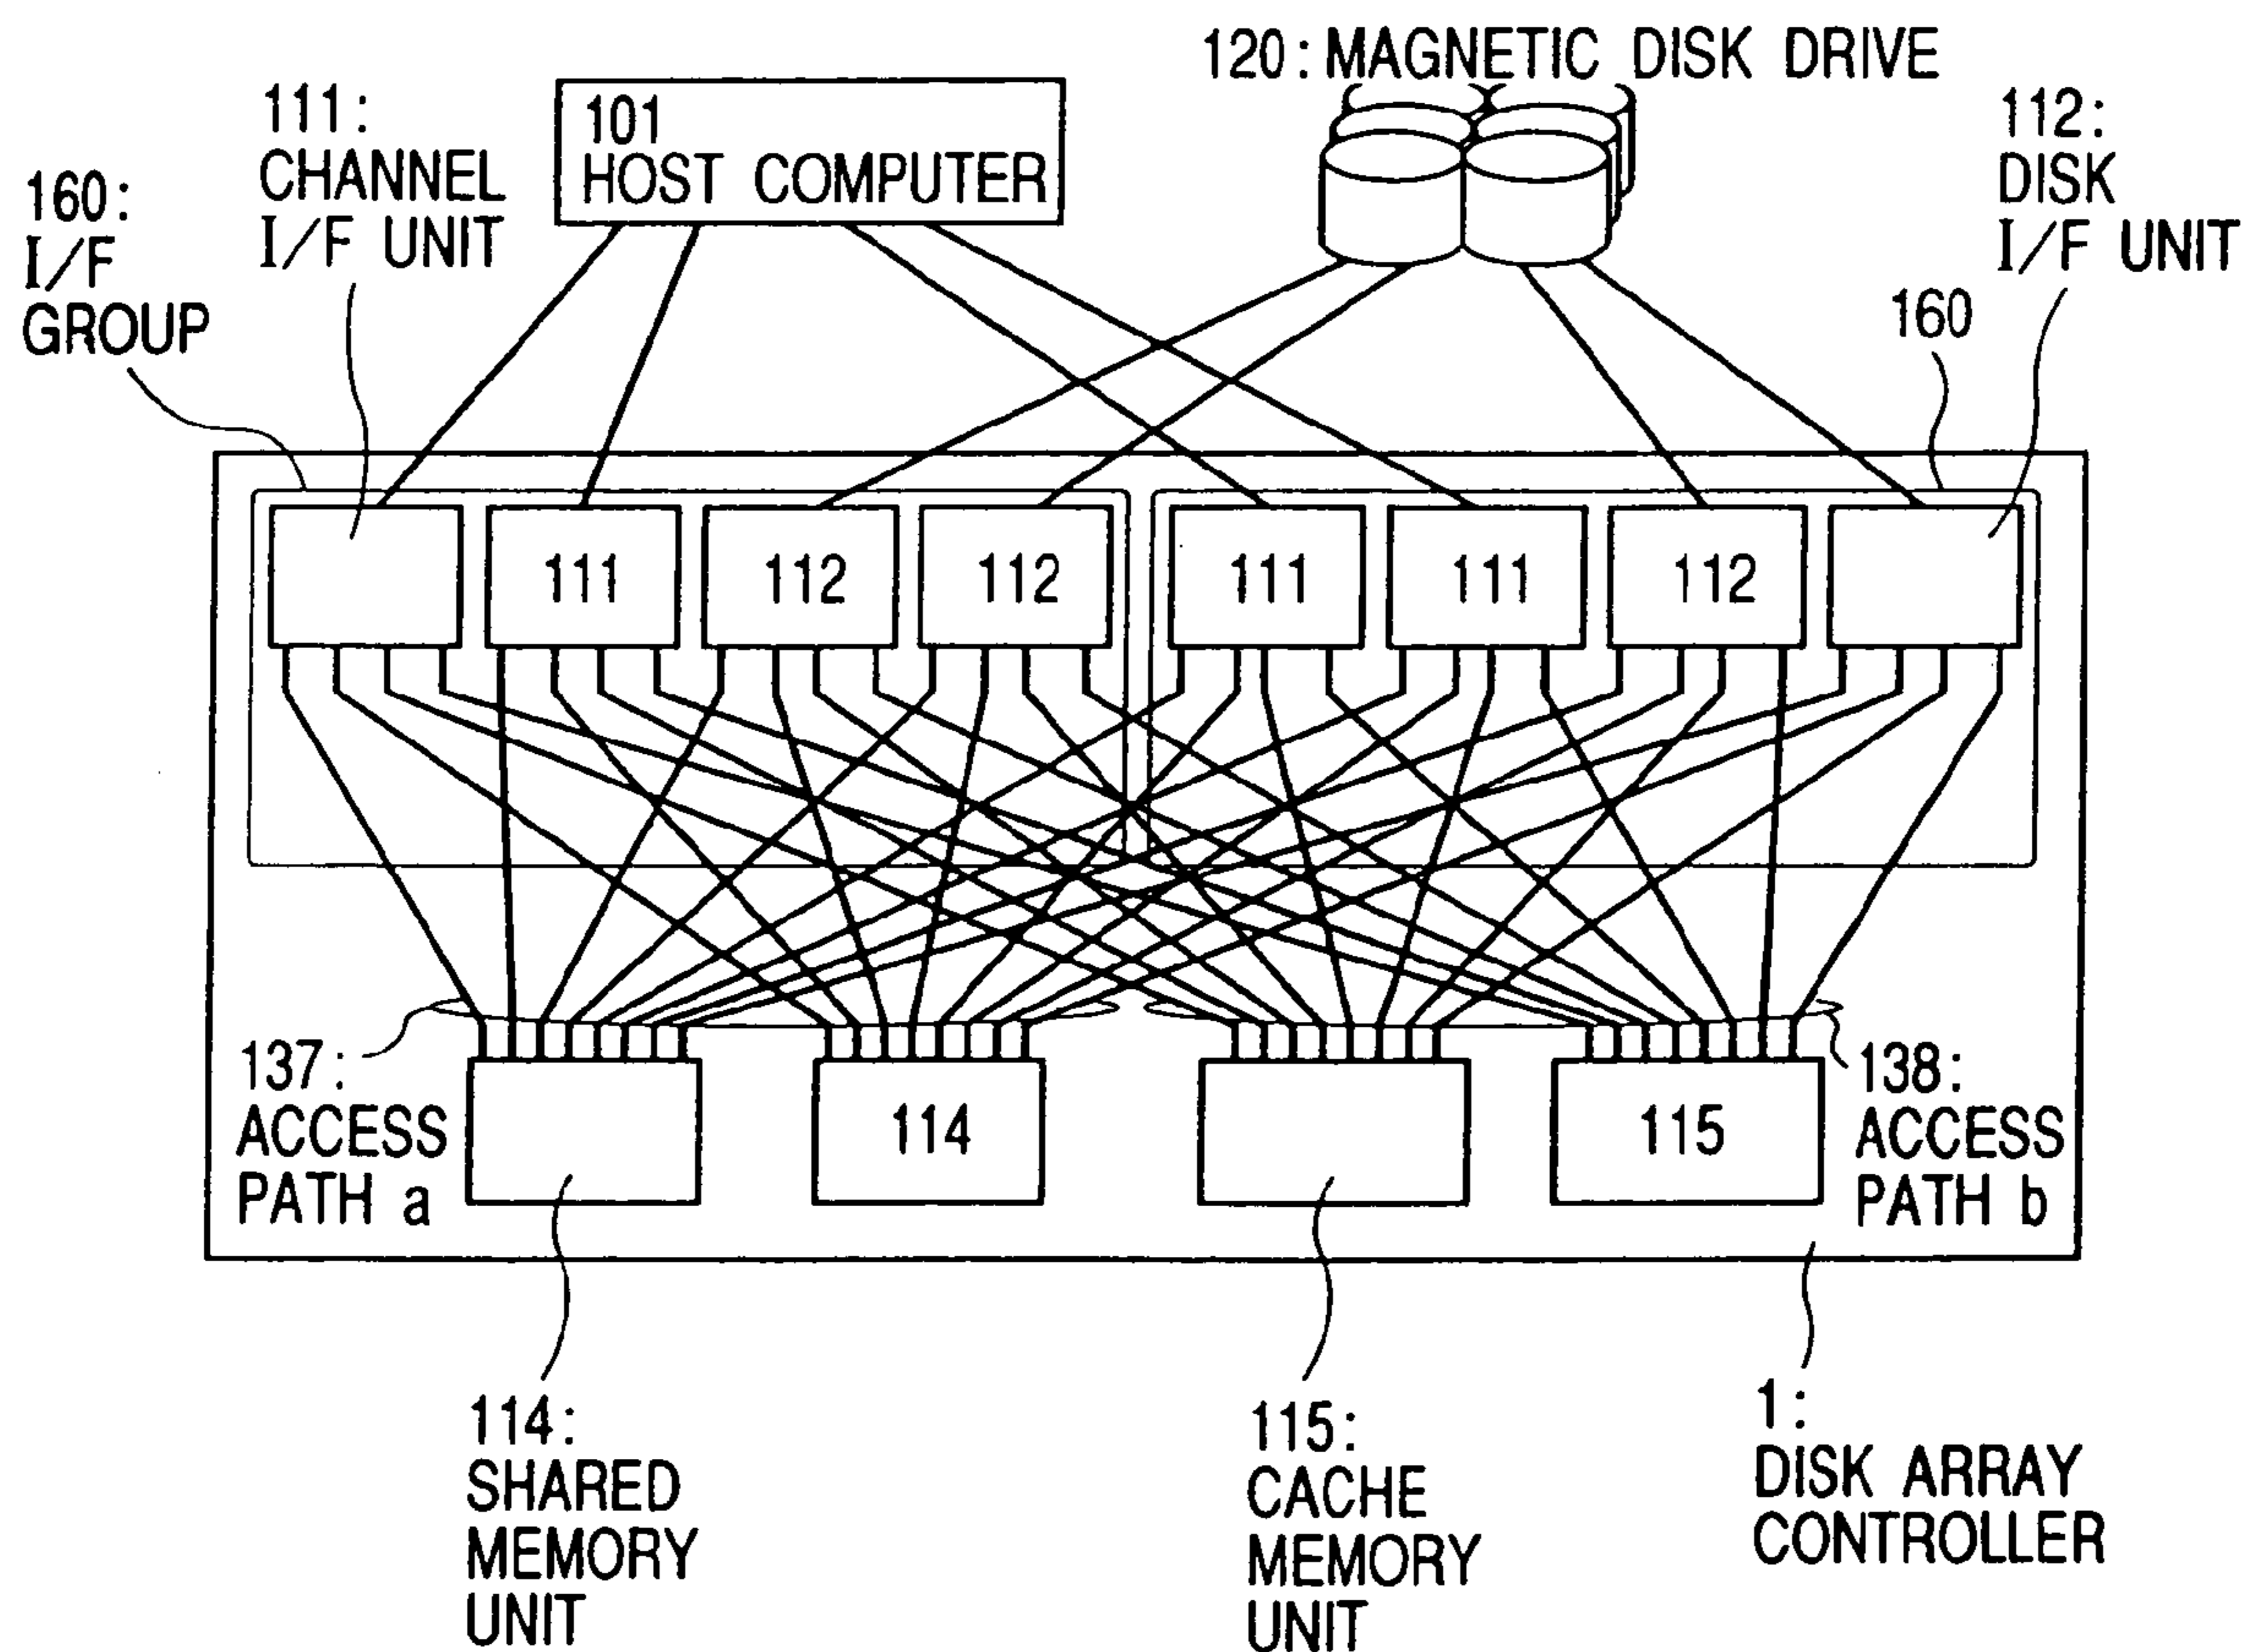 120: MAGNETIC DISK DRIVE
111:
CHANNEL
I/F UNIT
101
HOST COMPUTER
112:
DISK
I/F UNIT
160:
I/F
GROUP
160
111
112
112
111
111
112
137:
ACCESS
PATH a
114
115
138:
ACCESS
PATH b
114:
SHARED
MEMORY
UNIT
115:
CACHE
MEMORY
UNIT
1:
DISK ARRAY
CONTROLLER